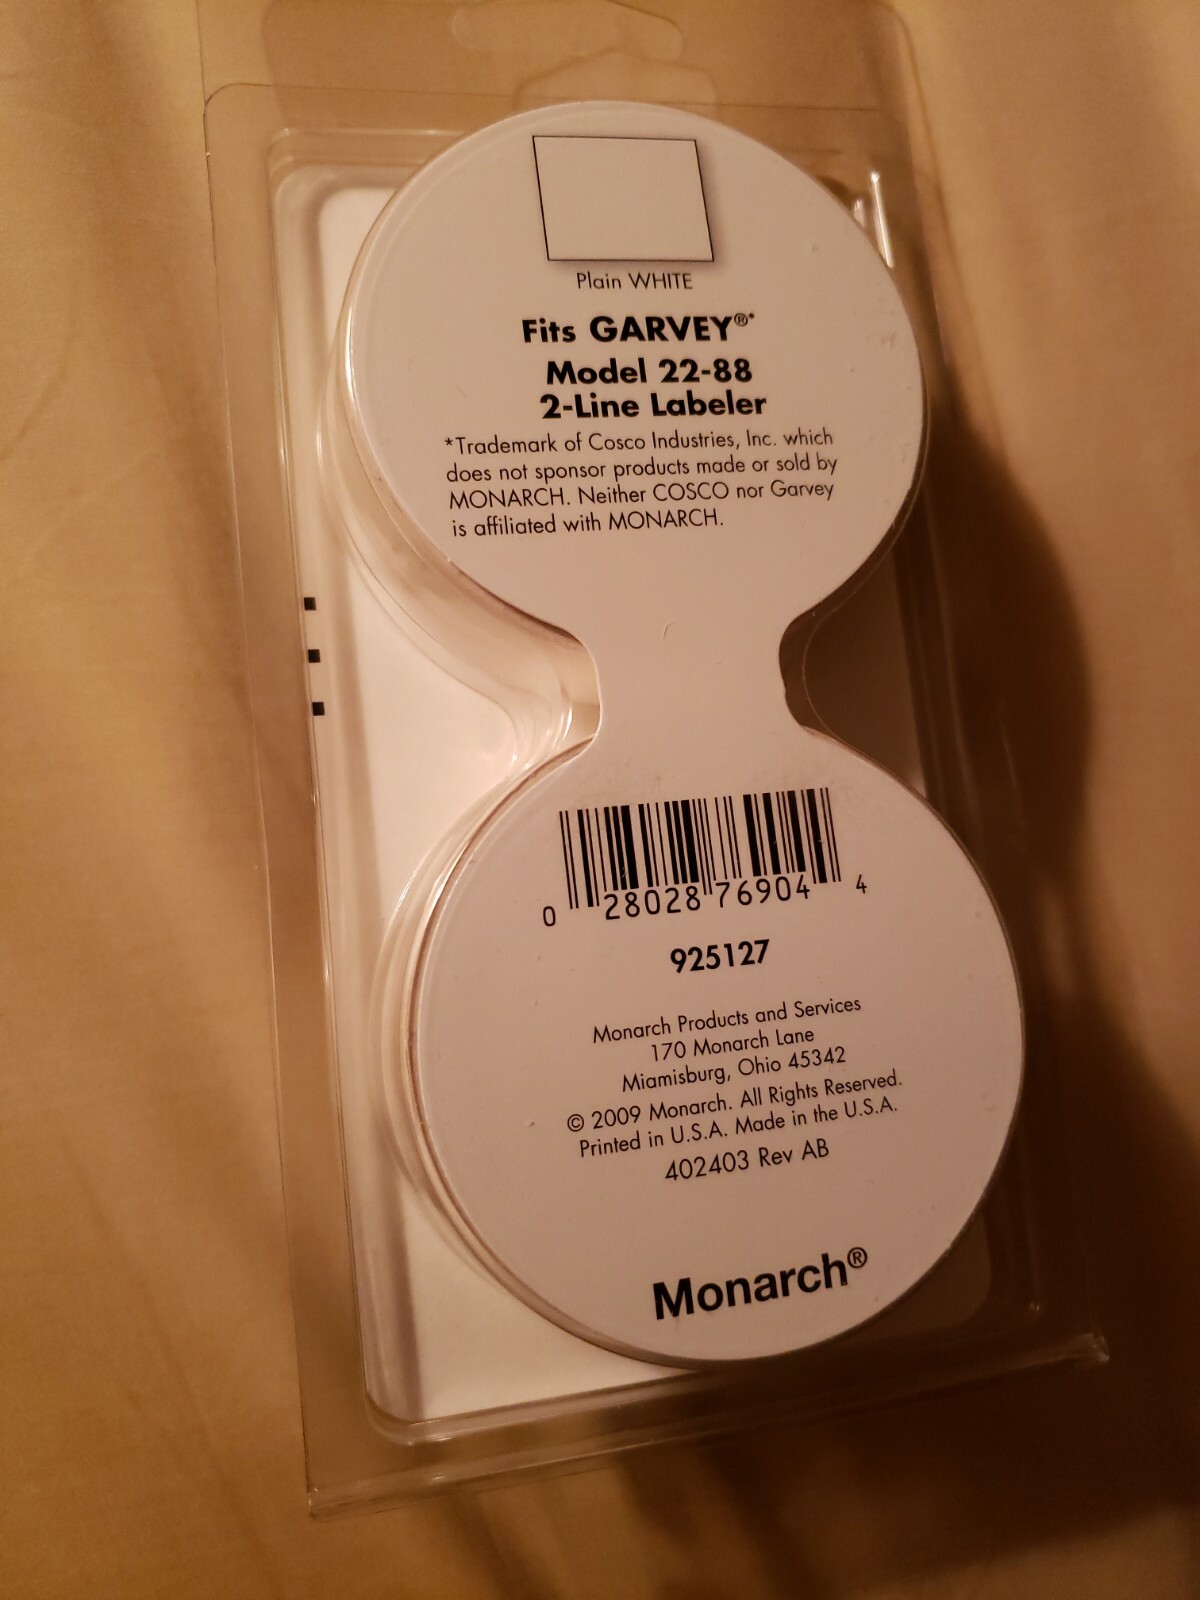 Plain WHITE
Fits GARVEY®*
Model 22-88
2-Line Labeler
*Trademark of Cosco Industries, Inc. which
does not sponsor products made or sold by
MONARCH. Neither COSCO nor Garvey
is affiliated with MONARCH.
0 28028 76904 4
925127
Monarch Products and Services
170 Monarch Lane
Miamisburg, Ohio 45342
© 2009 Monarch. All Rights Reserved.
Printed in U.S.A. Made in the U.S.A.
402403 Rev AB
Monarch®